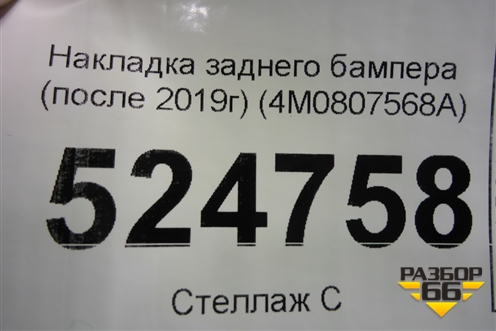 Накладка заднего бампера
(после 2019г) (4M0807568A)
524758
Стеллаж С
РАЗБОР
66